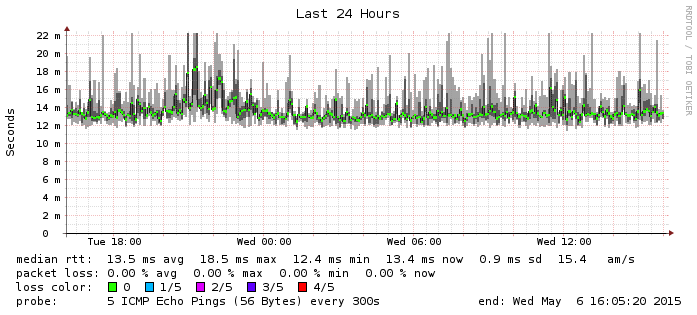 Last 24 Hours
RRDTOOL / TOBI OETIKER
Seconds
22 m
20 m
18 m
16 m
14 m
12 m
10 m
8 m
6 m
4 m
2 m
0
Tue 18:00 Wed 00:00 Wed 06:00 Wed 12:00
median rtt: 13.5 ms avg 18.5 ms max 12.4 ms min 13.4 ms now 0.9 ms sd 15.4 am/s
packet loss: 0.00 % avg 0.00 % max 0.00 % min 0.00 % now
loss color: 0 1/5 2/5 3/5 4/5
probe: 5 ICMP Echo Pings (56 Bytes) every 300s end: Wed May 6 16:05:20 2015